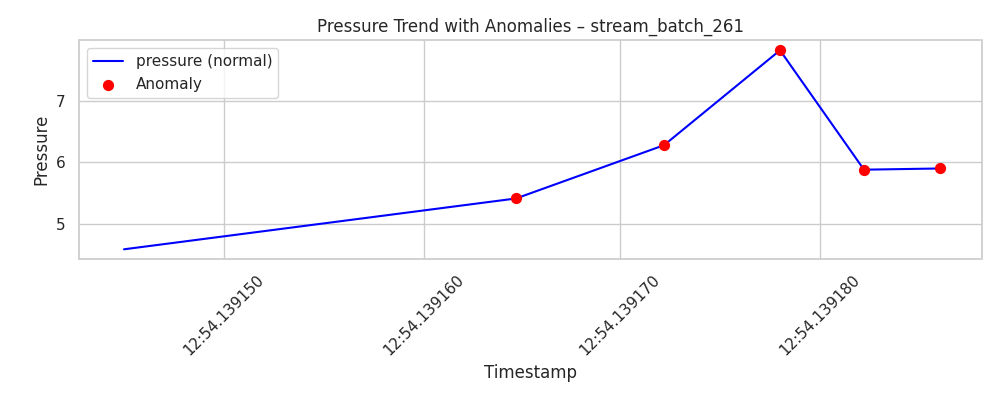 Pressure Trend with Anomalies – stream_batch_261
pressure (normal)
Anomaly
Pressure
7
6
5
12:54.139150
12:54.139160
12:54.139170
12:54.139180
Timestamp